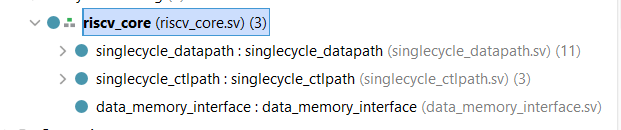 riscv_core (riscv_core.sv) (3)
singlecycle_datapath : singlecycle_datapath (singlecycle_datapath.sv) (11)
singlecycle_ctlpath : singlecycle_ctlpath (singlecycle_ctlpath.sv) (3)
data_memory_interface : data_memory_interface (data_memory_interface.sv)